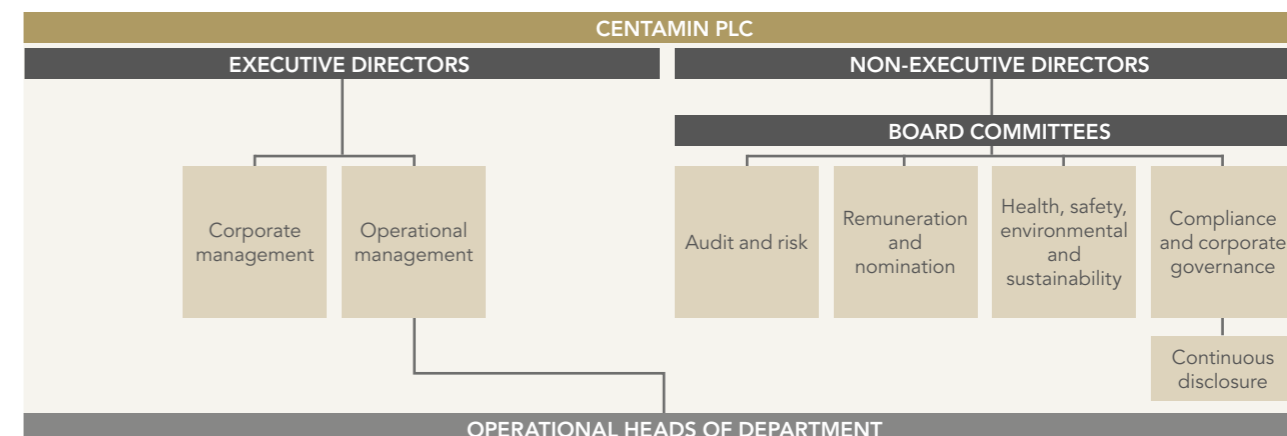 CENTAMIN PLC
EXECUTIVE DIRECTORS
NON-EXECUTIVE DIRECTORS
BOARD COMMITTEES
Corporate
management
Operational
management
Audit and risk
Remuneration
and
nomination
Health, safety,
environmental
and
sustainability
Compliance
and corporate
governance
Continuous
disclosure
OPERATIONAL HEADS OF DEPARTMENT